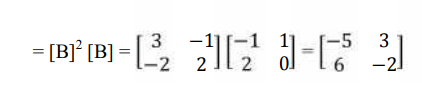 = [B]² [B] = [3 -1
-2 2] [-1 1
2 0] = [-5 3
6 -2]